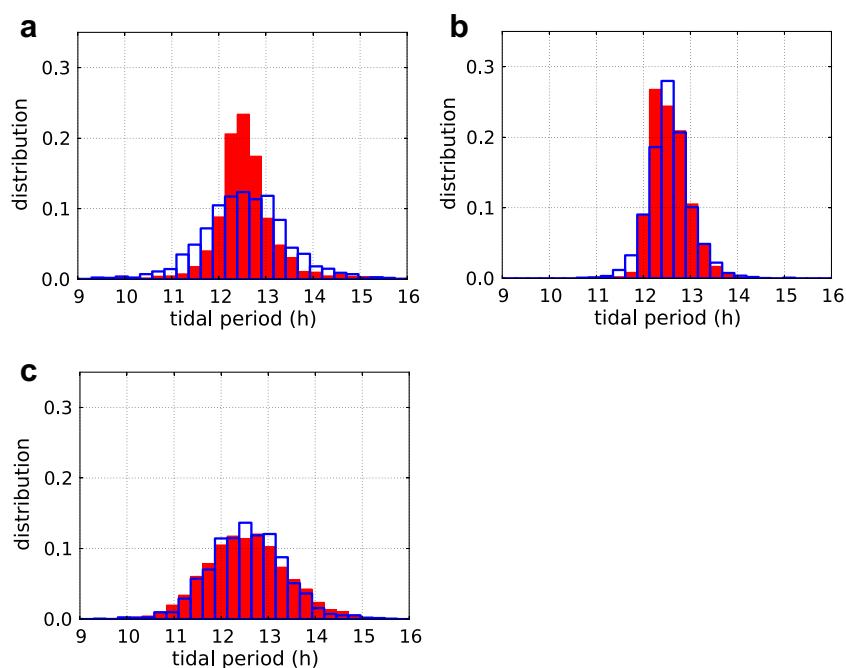 a
b
0.3
0.2
0.1
0.0
distribution
9 10 11 12 13 14 15 16
tidal period (h)
0.3
0.2
0.1
0.0
distribution
9 10 11 12 13 14 15 16
tidal period (h)
c
0.3
0.2
0.1
0.0
distribution
9 10 11 12 13 14 15 16
tidal period (h)